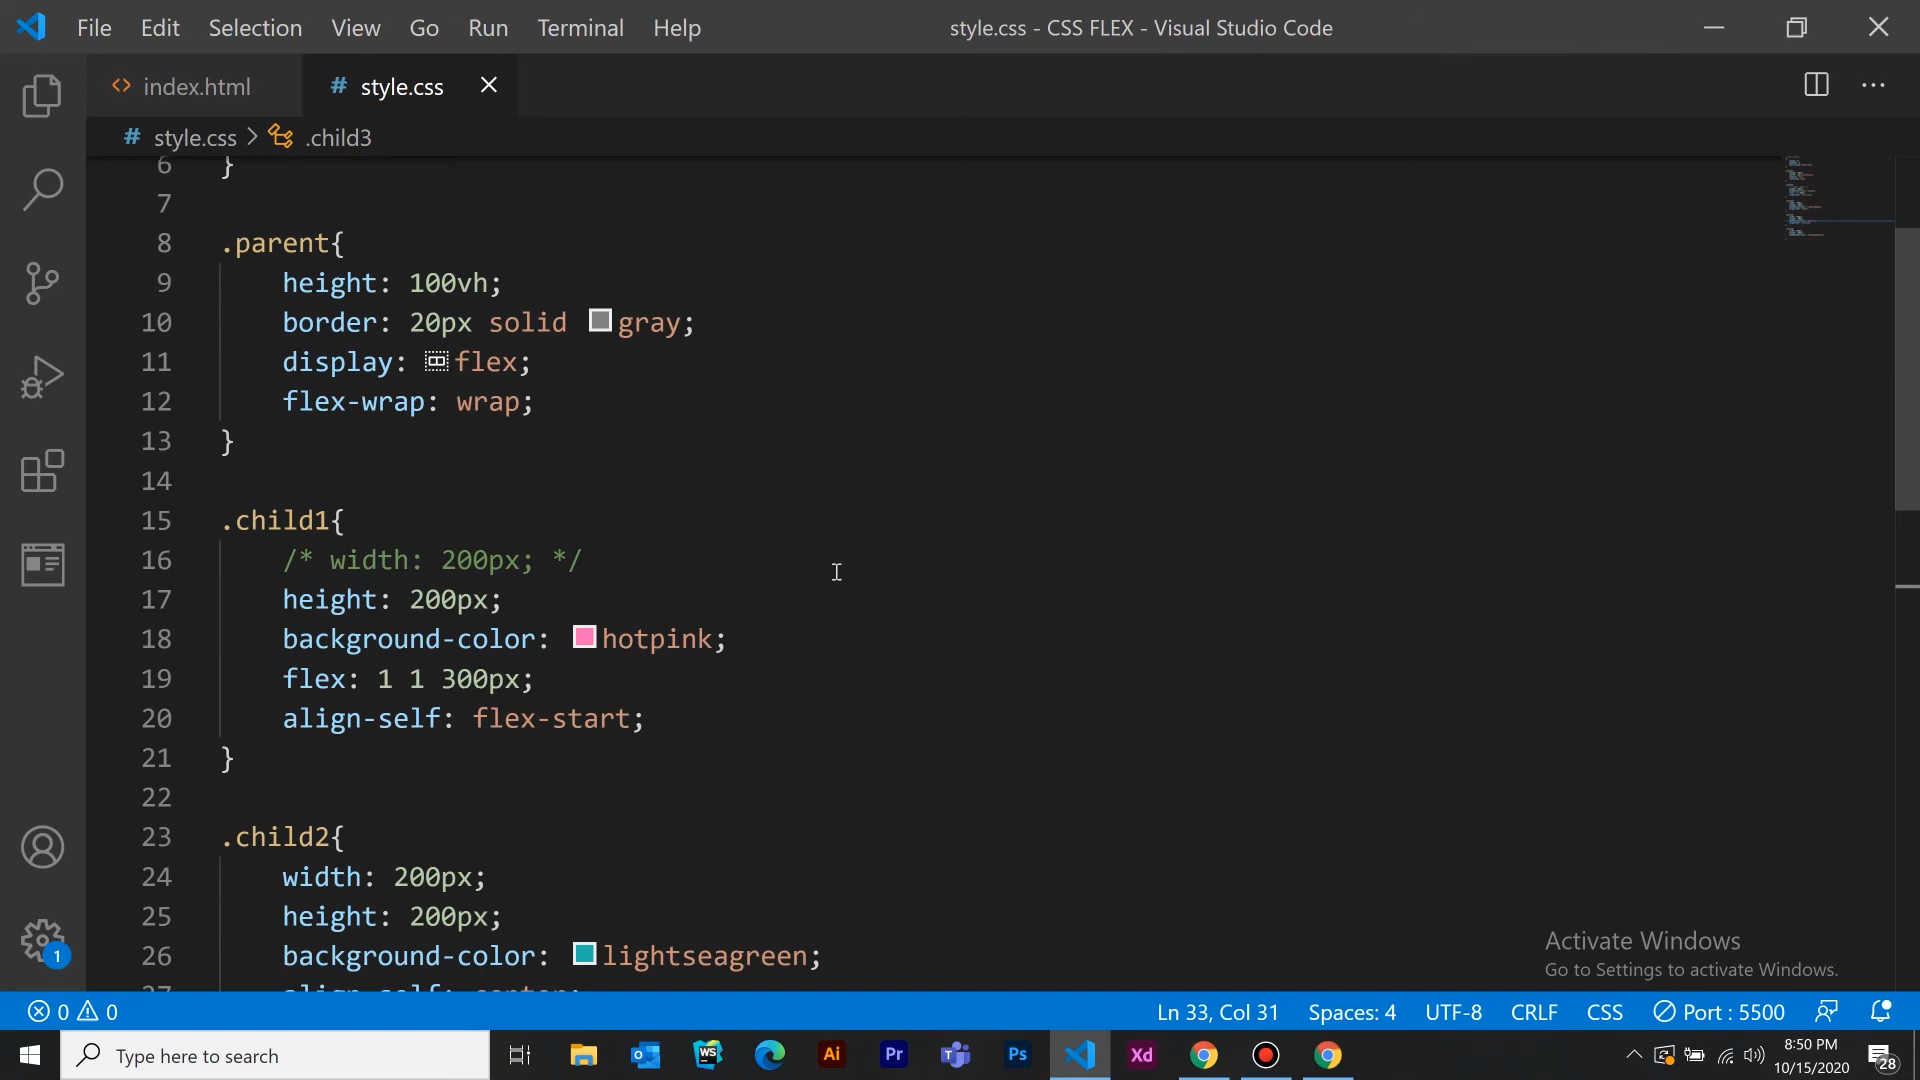 File Edit Selection View Go Run Terminal Help style.css - CSS FLEX - Visual Studio Code
<> index.html # style.css
# style.css > .child3
6 }
7
8 .parent{
9 height: 100vh;
10 border: 20px solid gray;
11 display: flex;
12 flex-wrap: wrap;
13 }
14
15 .child1{
16 /* width: 200px; */
17 height: 200px;
18 background-color: hotpink;
19 flex: 1 1 300px;
20 align-self: flex-start;
21 }
22
23 .child2{
24 width: 200px;
25 height: 200px;
26 background-color: lightseagreen;
27 align-self: center;
Activate Windows
Go to Settings to activate Windows.
1
0 0 Ln 33, Col 31 Spaces: 4 UTF-8 CRLF CSS Port : 5500
Type here to search
WS Ai Pr Ps Xd
8:50 PM
10/15/2020
28